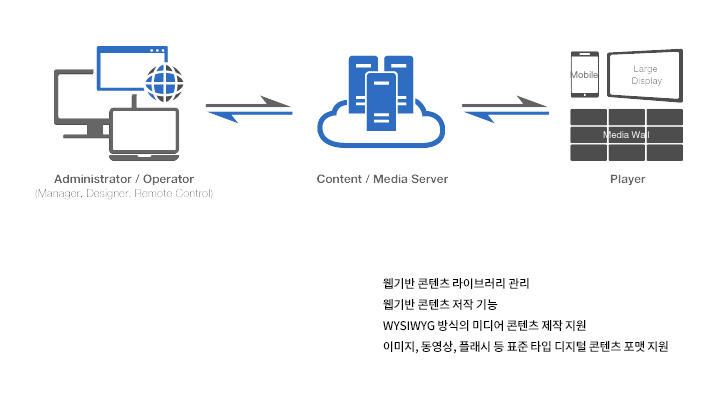 Mobile
Large
Display
Media Wall
Administrator / Operator
(Manager, Designer, Remote Control)
Content / Media Server
Player
웹기반 콘텐츠 라이브러리 관리
웹기반 콘텐츠 저작 기능
WYSIWYG 방식의 미디어 콘텐츠 제작 지원
이미지, 동영상, 플래시 등 표준 타입 디지털 콘텐츠 포맷 지원